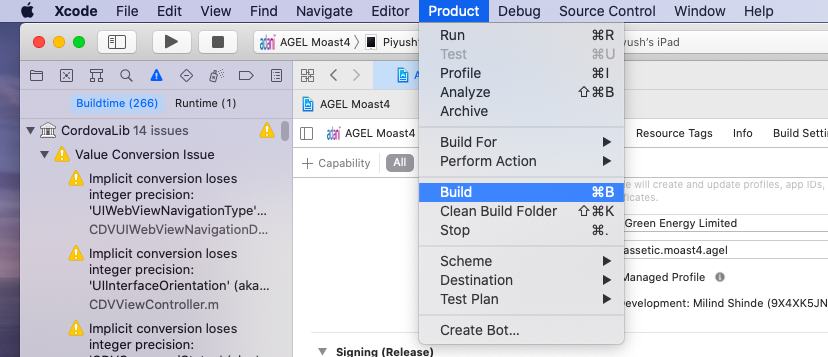 Xcode File Edit View Find Navigate Editor Product Debug Source Control Window Help
adani AGEL Moast4 Piyush's iPad
Buildtime (266) Runtime (1)
CordovaLib 14 issues
Value Conversion Issue
Implicit conversion loses
integer precision:
'UIWebViewNavigationType'...
CDVUIWebViewNavigationD...
Implicit conversion loses
integer precision:
'UIInterfaceOrientation' (aka...
CDVViewController.m
Implicit conversion loses
integer precision:
AGEL Moast4
adani AGEL Moast4
Resource Tags Info Build Setti
+ Capability All
e will create and update profiles, app IDs,
ficates.
Green Energy Limited
assetic.moast4.agel
Managed Profile
Development: Milind Shinde (9X4XK5JN
Signing (Release)
Run ⌘R
Test ⌘U
Profile ⌘I
Analyze ⇧⌘B
Archive
Build For
Perform Action
Build ⌘B
Clean Build Folder ⇧⌘K
Stop ⌘.
Scheme
Destination
Test Plan
Create Bot...